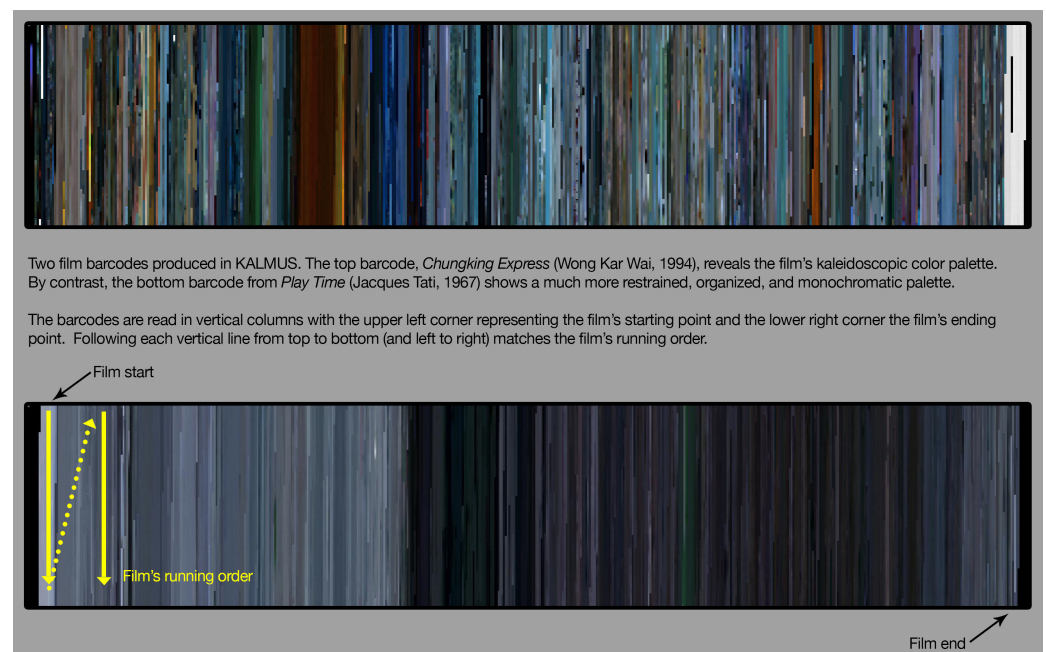 Two film barcodes produced in KALMUS. The top barcode, Chungking Express (Wong Kar Wai, 1994), reveals the film's kaleidoscopic color palette.
By contrast, the bottom barcode from Play Time (Jacques Tati, 1967) shows a much more restrained, organized, and monochromatic palette.
The barcodes are read in vertical columns with the upper left corner representing the film's starting point and the lower right corner the film's ending
point. Following each vertical line from top to bottom (and left to right) matches the film's running order.
Film start
Film's running order
Film end